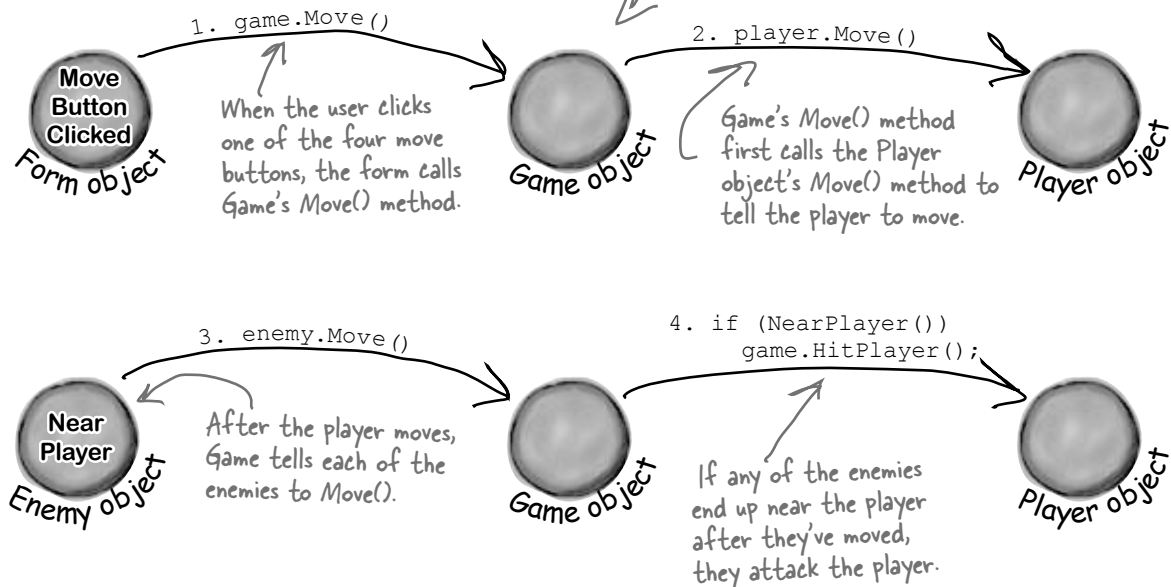 1. game.Move()
2. player.Move()
Move
Button
Clicked
Form object
When the user clicks
one of the four move
buttons, the form calls
Game's Move() method.
Game object
Game's Move() method
first calls the Player
object's Move() method to
tell the player to move.
Player object
3. enemy.Move()
4. if (NearPlayer())
game.HitPlayer();
Near
Player
Enemy object
After the player moves,
Game tells each of the
enemies to Move().
Game object
If any of the enemies
end up near the player
after they've moved,
they attack the player.
Player object